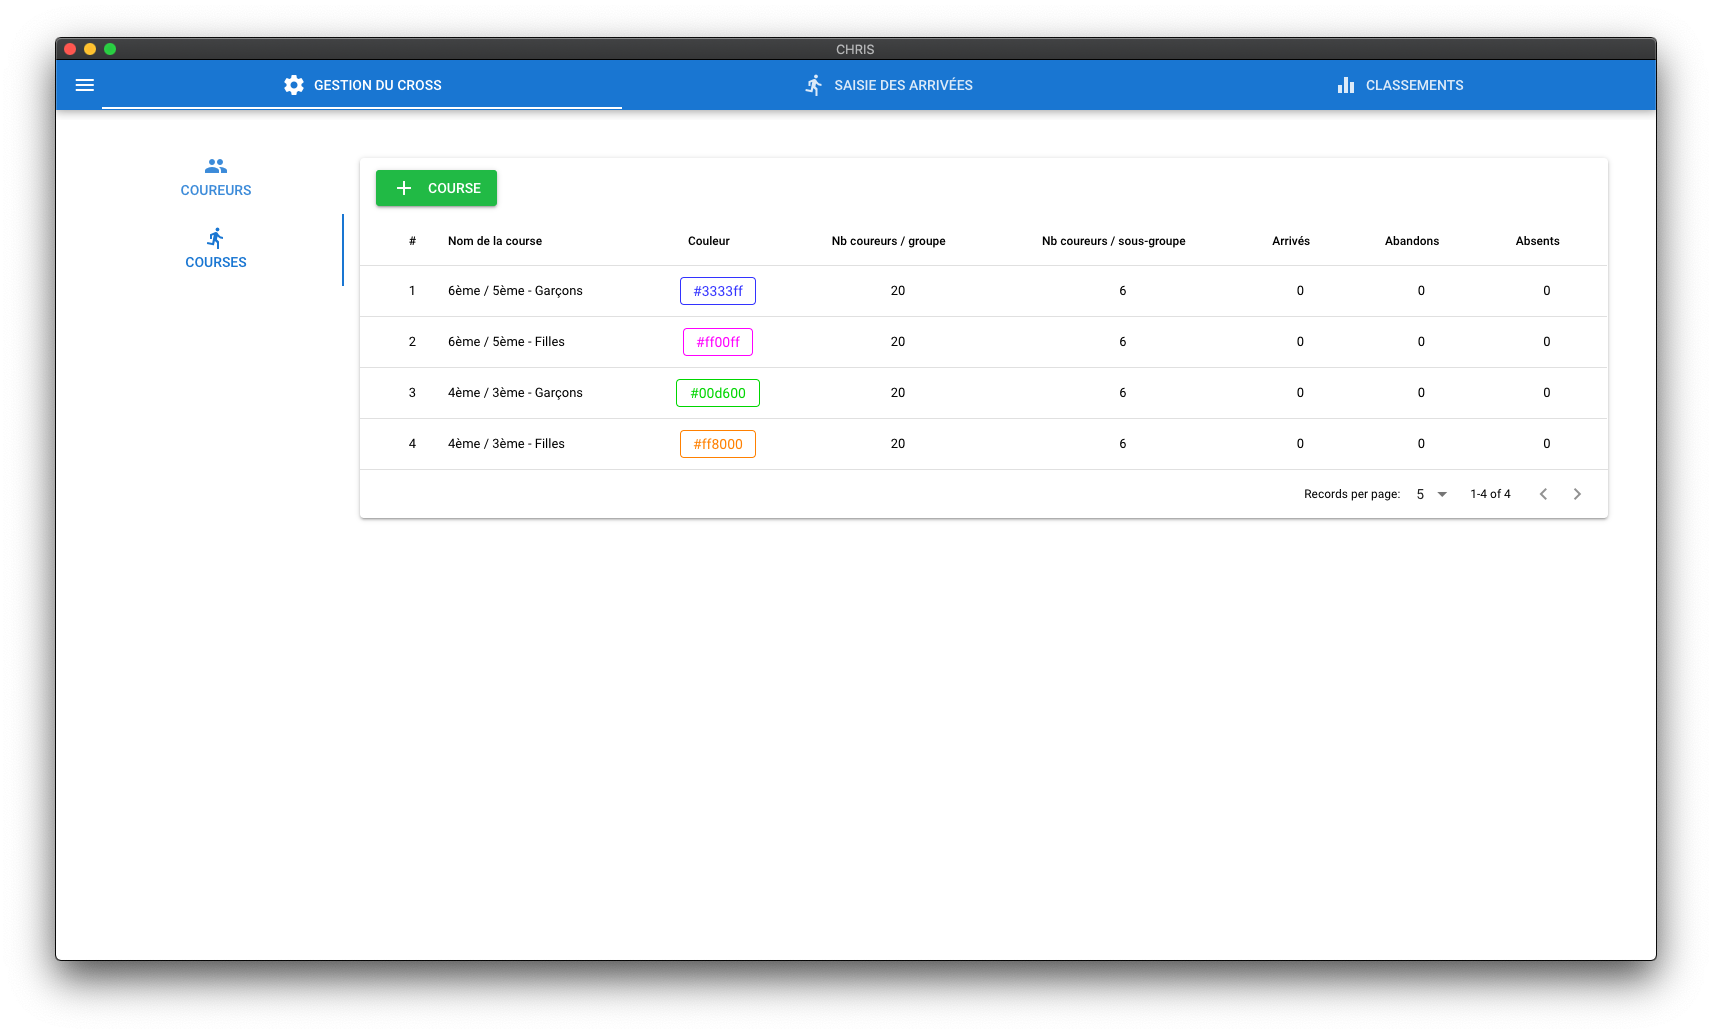 CHRIS
GESTION DU CROSS
SAISIE DES ARRIVÉES
CLASSEMENTS
COUREURS
COURSES
COURSE
# Nom de la course Couleur Nb coureurs / groupe Nb coureurs / sous-groupe Arrivés Abandons Absents
1 6ème / 5ème - Garçons #3333ff 20 6 0 0 0
2 6ème / 5ème - Filles #ff00ff 20 6 0 0 0
3 4ème / 3ème - Garçons #00d600 20 6 0 0 0
4 4ème / 3ème - Filles #ff8000 20 6 0 0 0
Records per page: 5 1-4 of 4